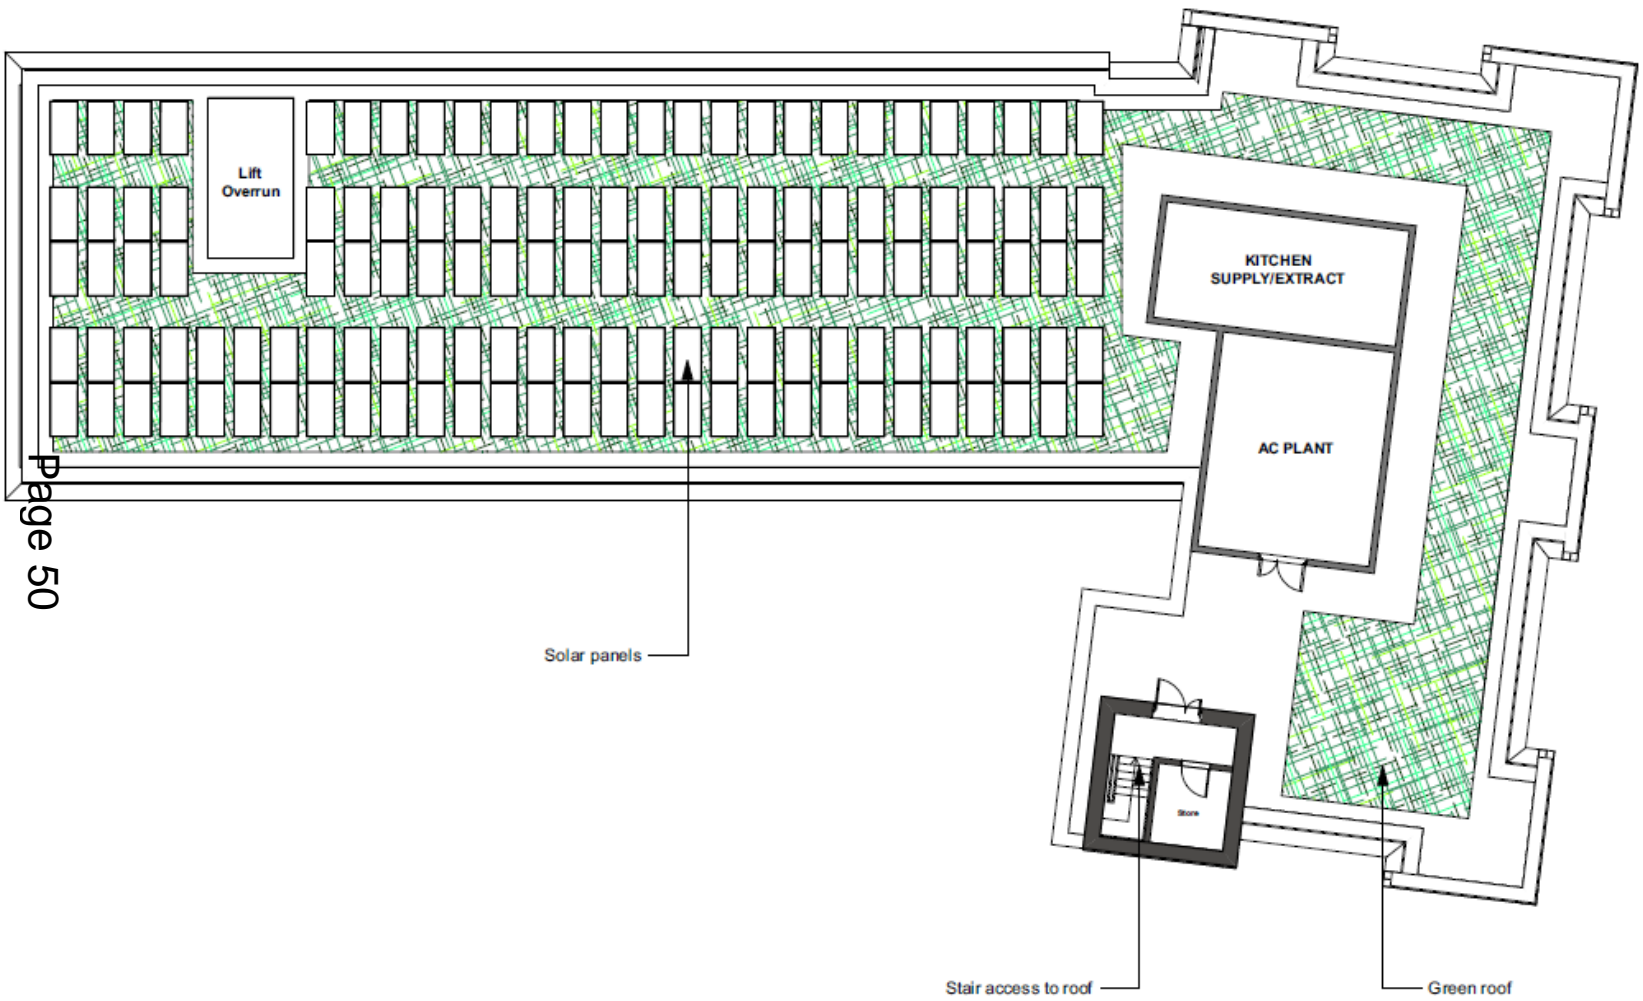 Lift
Overrun
KITCHEN
SUPPLY/EXTRACT
AC PLANT
Page 50
Solar panels
Store
Stair access to roof
Green roof